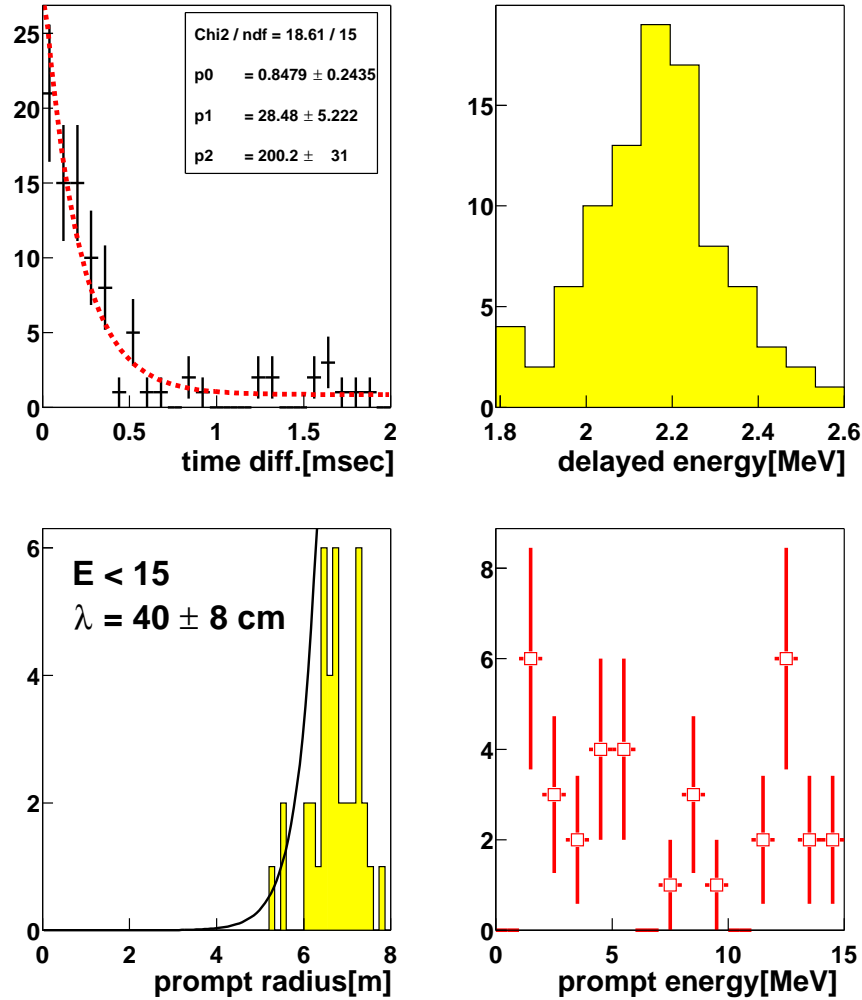 25
20
15
10
5
0
Chi2 / ndf = 18.61 / 15
p0 = 0.8479 ± 0.2435
p1 = 28.48 ± 5.222
p2 = 200.2 ± 31
0 0.5 1 1.5 2
time diff.[msec]
15
10
5
0
1.8 2 2.2 2.4 2.6
delayed energy[MeV]
6
4
2
0
E < 15
λ = 40 ± 8 cm
0 2 4 6 8
prompt radius[m]
8
6
4
2
0
0 5 10 15
prompt energy[MeV]